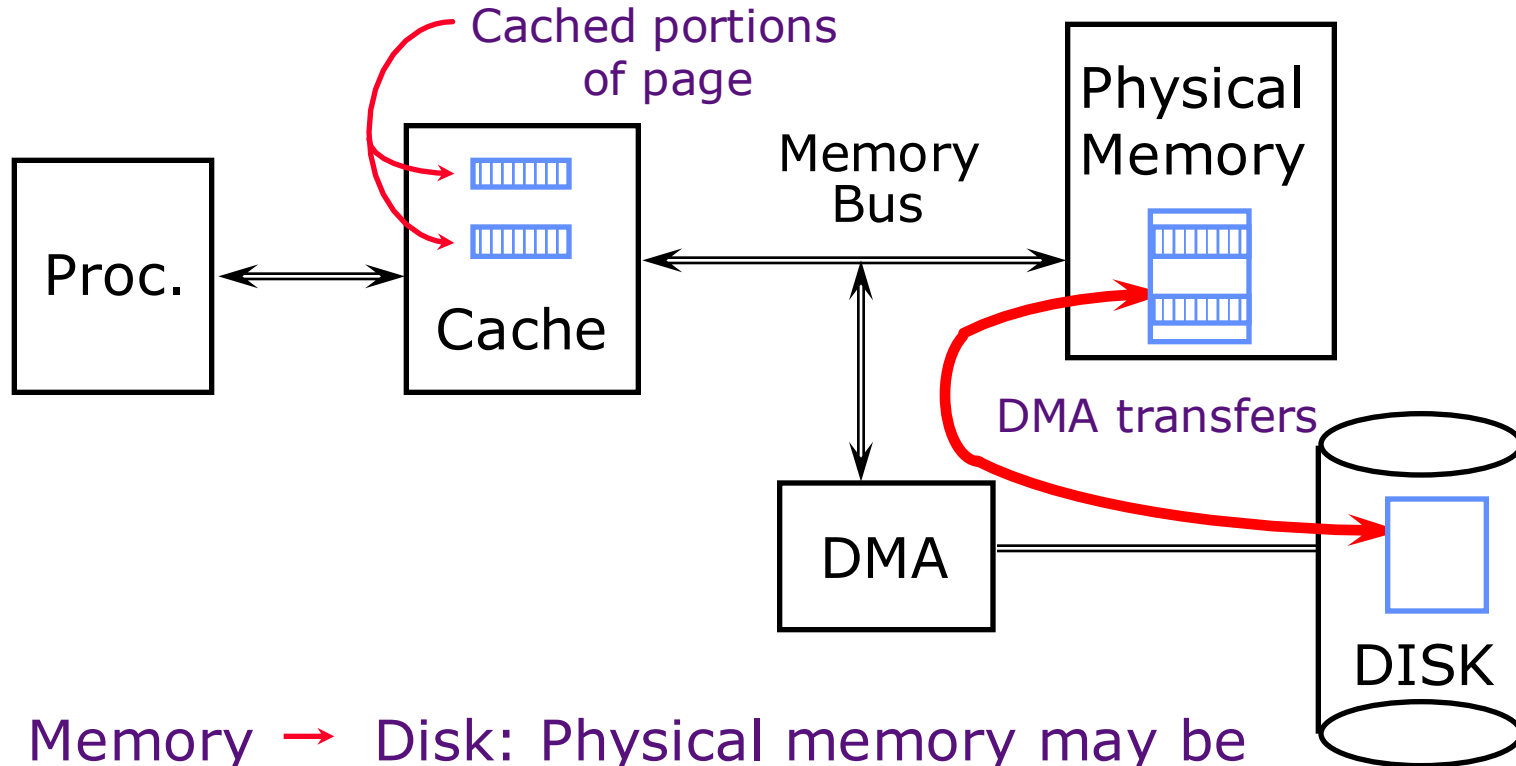 Cached portions
of page
Physical
Memory
Memory
Bus
Proc.
Cache
DMA transfers
DMA
DISK
Memory → Disk: Physical memory may be